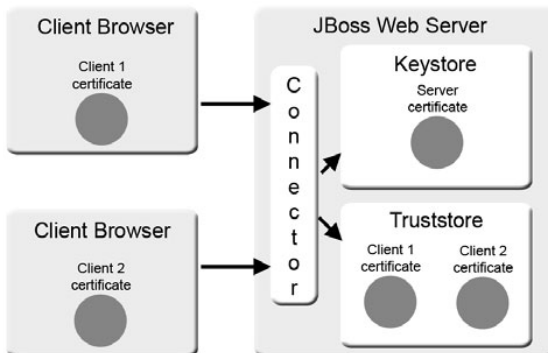 Client Browser
Client 1
certificate
Client Browser
Client 2
certificate
JBoss Web Server
Connector
Keystore
Server
certificate
Truststore
Client 1
certificate
Client 2
certificate